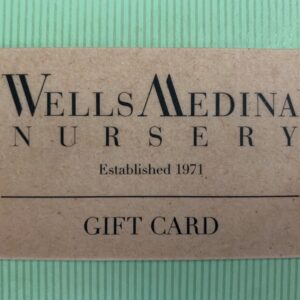 WELLS MEDINA
NURSERY
Established 1971
GIFT CARD